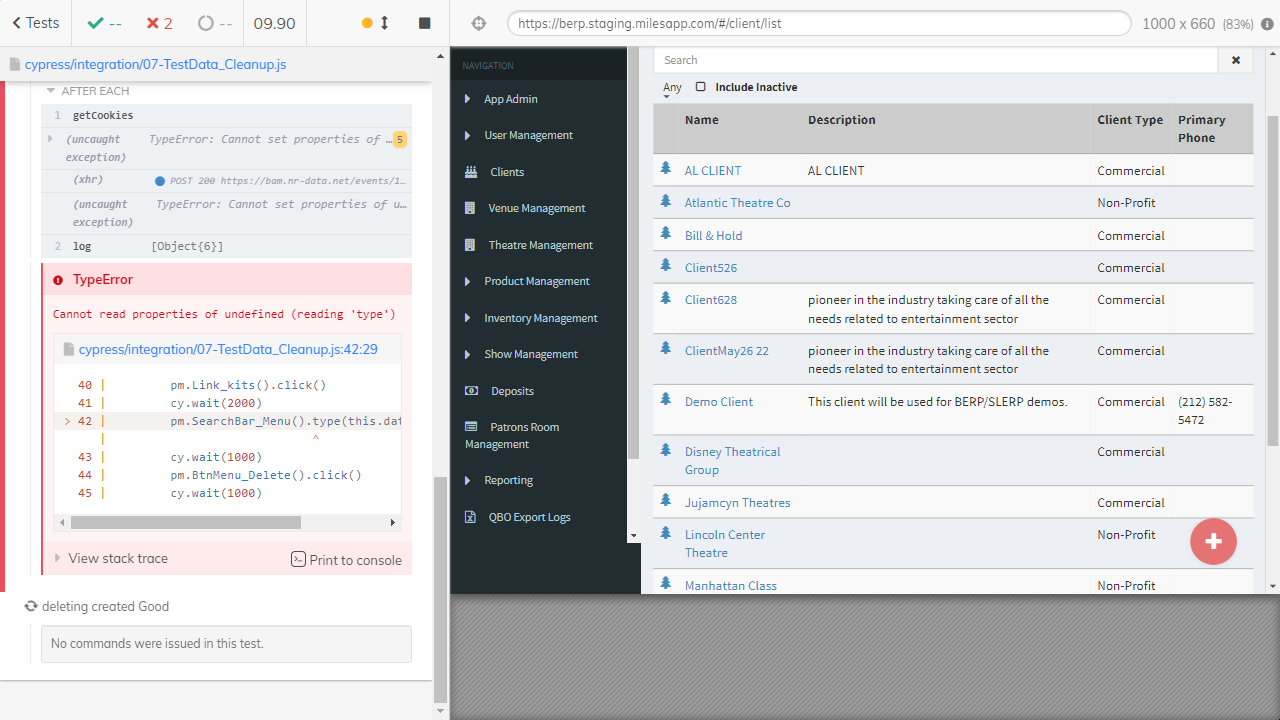 Tests
--
2
--
09.90
https://berp.staging.milesapp.com/#/client/list
1000 x 660 (83%)
cypress/integration/07-TestData_Cleanup.js
AFTER EACH
1 getCookies
(uncaught exception) TypeError: Cannot set properties of … 5
(xhr) POST 200 https://bam.nr-data.net/events/1…
(uncaught exception) TypeError: Cannot set properties of u…
2 log [Object{6}]
TypeError
Cannot read properties of undefined (reading 'type')
cypress/integration/07-TestData_Cleanup.js:42:29
40 | pm.Link_kits().click()
41 | cy.wait(2000)
> 42 | pm.SearchBar_Menu().type(this.dat
| ^
43 | cy.wait(1000)
44 | pm.BtnMenu_Delete().click()
45 | cy.wait(1000)
View stack trace
Print to console
deleting created Good
No commands were issued in this test.
NAVIGATION
App Admin
User Management
Clients
Venue Management
Theatre Management
Product Management
Inventory Management
Show Management
Deposits
Patrons Room
Management
Reporting
QBO Export Logs
Search
Any Include Inactive
Name Description Client Type Primary Phone
AL CLIENT AL CLIENT Commercial
Atlantic Theatre Co Non-Profit
Bill & Hold Commercial
Client526 Commercial
Client628 pioneer in the industry taking care of all the Commercial
needs related to entertainment sector
ClientMay26 22 pioneer in the industry taking care of all the Commercial
needs related to entertainment sector
Demo Client This client will be used for BERP/SLERP demos. Commercial (212) 582-
5472
Disney Theatrical Commercial
Group
Jujamcyn Theatres Commercial
Lincoln Center Non-Profit
Theatre
Manhattan Class Non-Profit